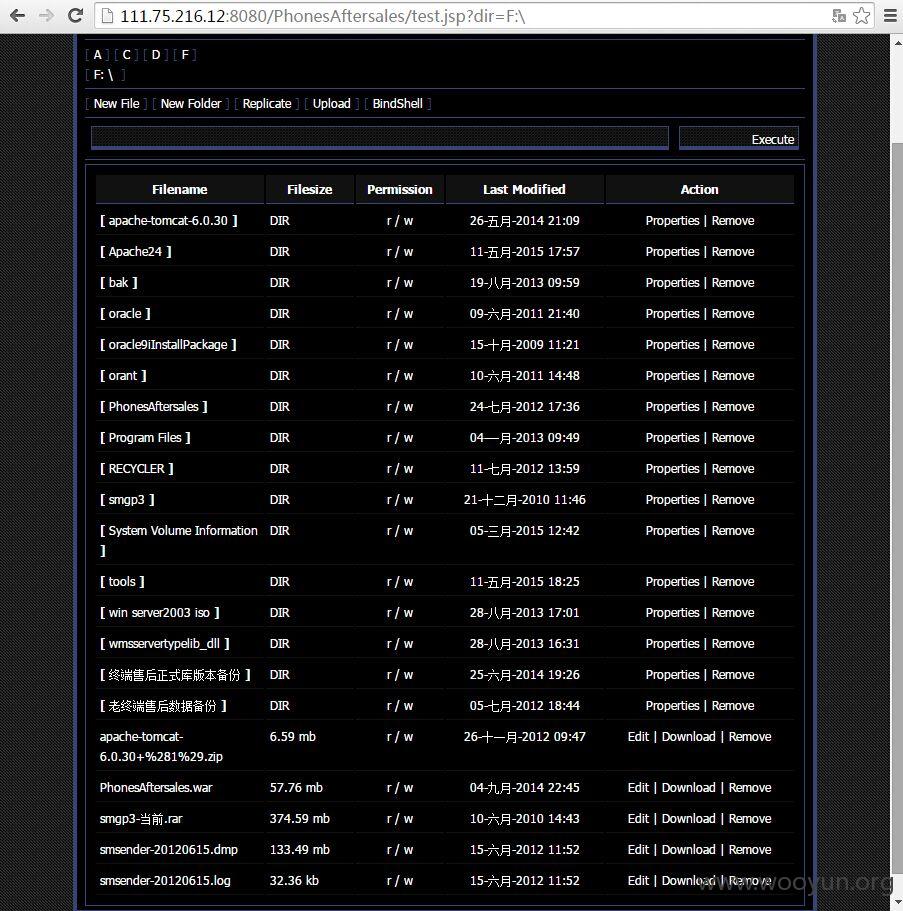 111.75.216.12:8080/PhonesAftersales/test.jsp?dir=F:\
[ A ] [ C ] [ D ] [ F ]
[ F: \ ]
[ New File ] [ New Folder ] [ Replicate ] [ Upload ] [ BindShell ]
Execute
Filename Filesize Permission Last Modified Action
[ apache-tomcat-6.0.30 ] DIR r / w 26-五月-2014 21:09 Properties | Remove
[ Apache24 ] DIR r / w 11-五月-2015 17:57 Properties | Remove
[ bak ] DIR r / w 19-八月-2013 09:59 Properties | Remove
[ oracle ] DIR r / w 09-六月-2011 21:40 Properties | Remove
[ oracle9iInstallPackage ] DIR r / w 15-十月-2009 11:21 Properties | Remove
[ orant ] DIR r / w 10-六月-2011 14:48 Properties | Remove
[ PhonesAftersales ] DIR r / w 24-七月-2012 17:36 Properties | Remove
[ Program Files ] DIR r / w 04-一月-2013 09:49 Properties | Remove
[ RECYCLER ] DIR r / w 11-七月-2012 13:59 Properties | Remove
[ smgp3 ] DIR r / w 21-十二月-2010 11:46 Properties | Remove
[ System Volume Information DIR r / w 05-三月-2015 12:42 Properties | Remove
]
[ tools ] DIR r / w 11-五月-2015 18:25 Properties | Remove
[ win server2003 iso ] DIR r / w 28-八月-2013 17:01 Properties | Remove
[ wmsservertypelib_dll ] DIR r / w 28-八月-2013 16:31 Properties | Remove
[ 终端售后正式库版本备份 ] DIR r / w 25-六月-2014 19:26 Properties | Remove
[ 老终端售后数据备份 ] DIR r / w 05-七月-2012 18:44 Properties | Remove
apache-tomcat- 6.59 mb r / w 26-十一月-2012 09:47 Edit | Download | Remove
6.0.30+%281%29.zip
PhonesAftersales.war 57.76 mb r / w 04-九月-2014 22:45 Edit | Download | Remove
smgp3-当前.rar 374.59 mb r / w 10-六月-2010 14:43 Edit | Download | Remove
smsender-20120615.dmp 133.49 mb r / w 15-六月-2012 11:52 Edit | Download | Remove
smsender-20120615.log 32.36 kb r / w 15-六月-2012 11:52 Edit | Download | Remove
www.wooyun.org